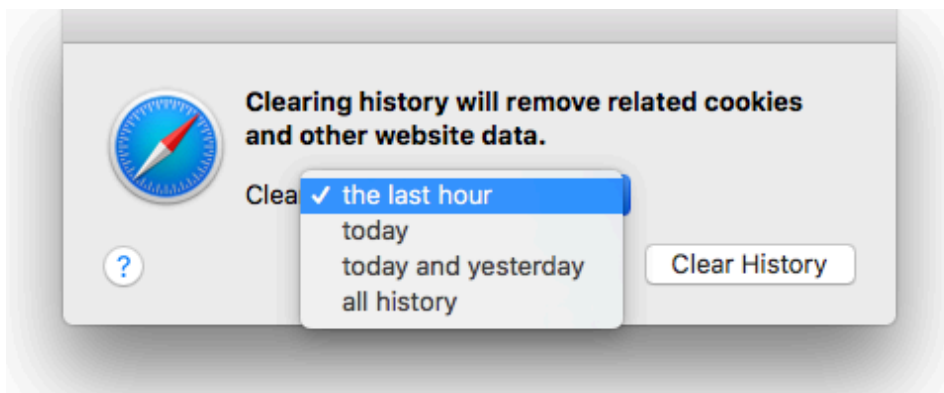 Clearing history will remove related cookies
and other website data.
Clea ✓ the last hour
today
today and yesterday
all history
? Clear History